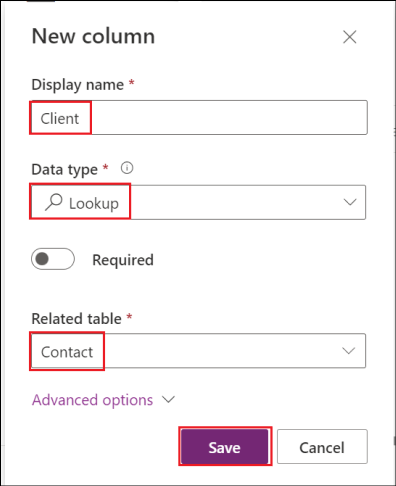 New column
Display name *
Client
Data type *
Lookup
Required
Related table *
Contact
Advanced options
Save Cancel